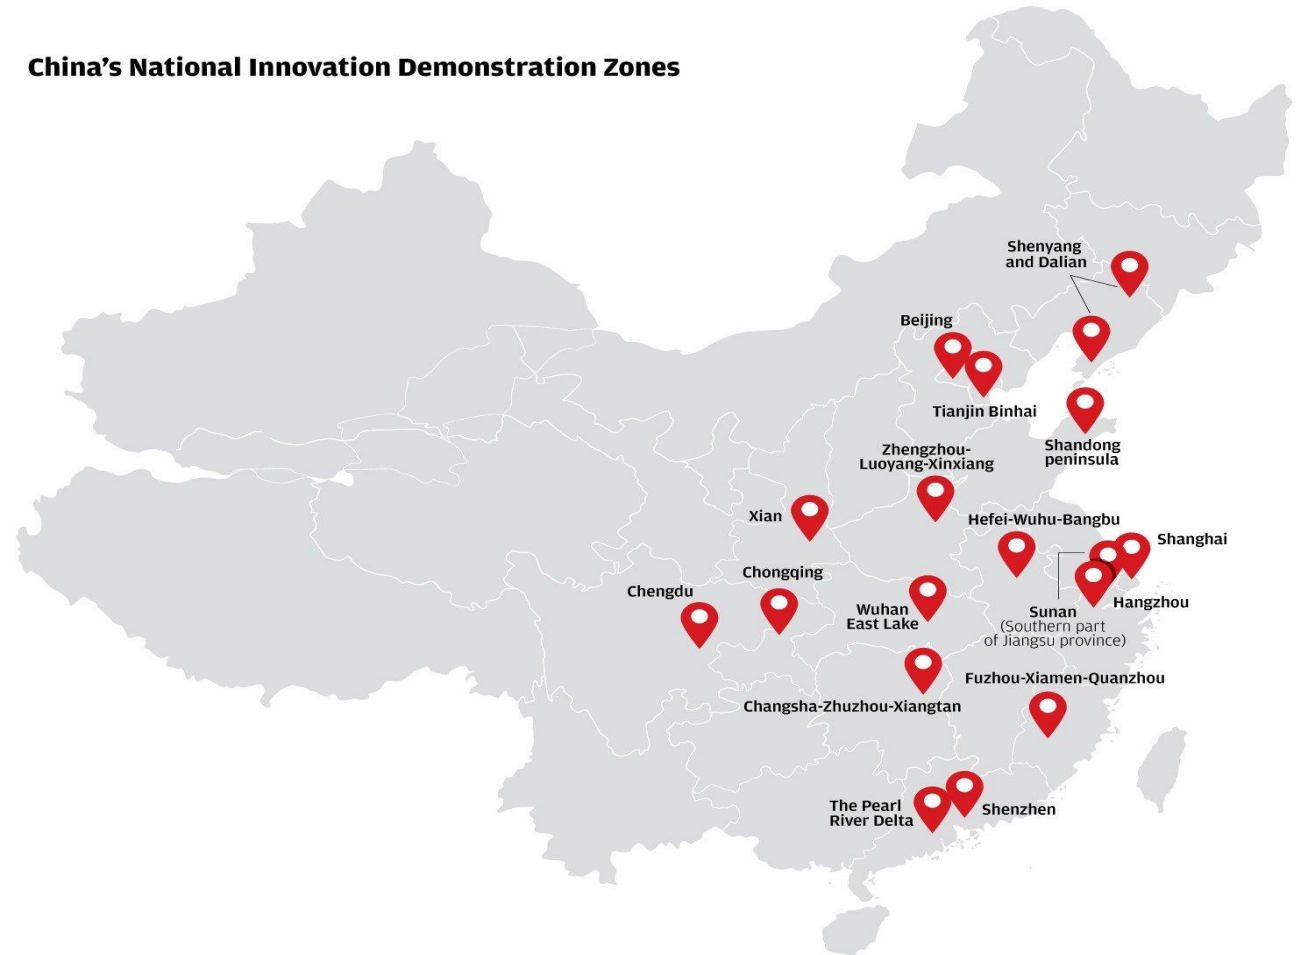 China's National Innovation Demonstration Zones
Shenyang
and Dalian
Beijing
Tianjin Binhai
Shandong
peninsula
Zhengzhou-
Luoyang-Xinxiang
Xian
Hefei-Wuhu-Bangbu
Shanghai
Chongqing
Chengdu
Wuhan
East Lake
Hangzhou
Sunan
(Southern part
of Jiangsu province)
Fuzhou-Xiamen-Quanzhou
Changsha-Zhuzhou-Xiangtan
The Pearl
River Delta
Shenzhen